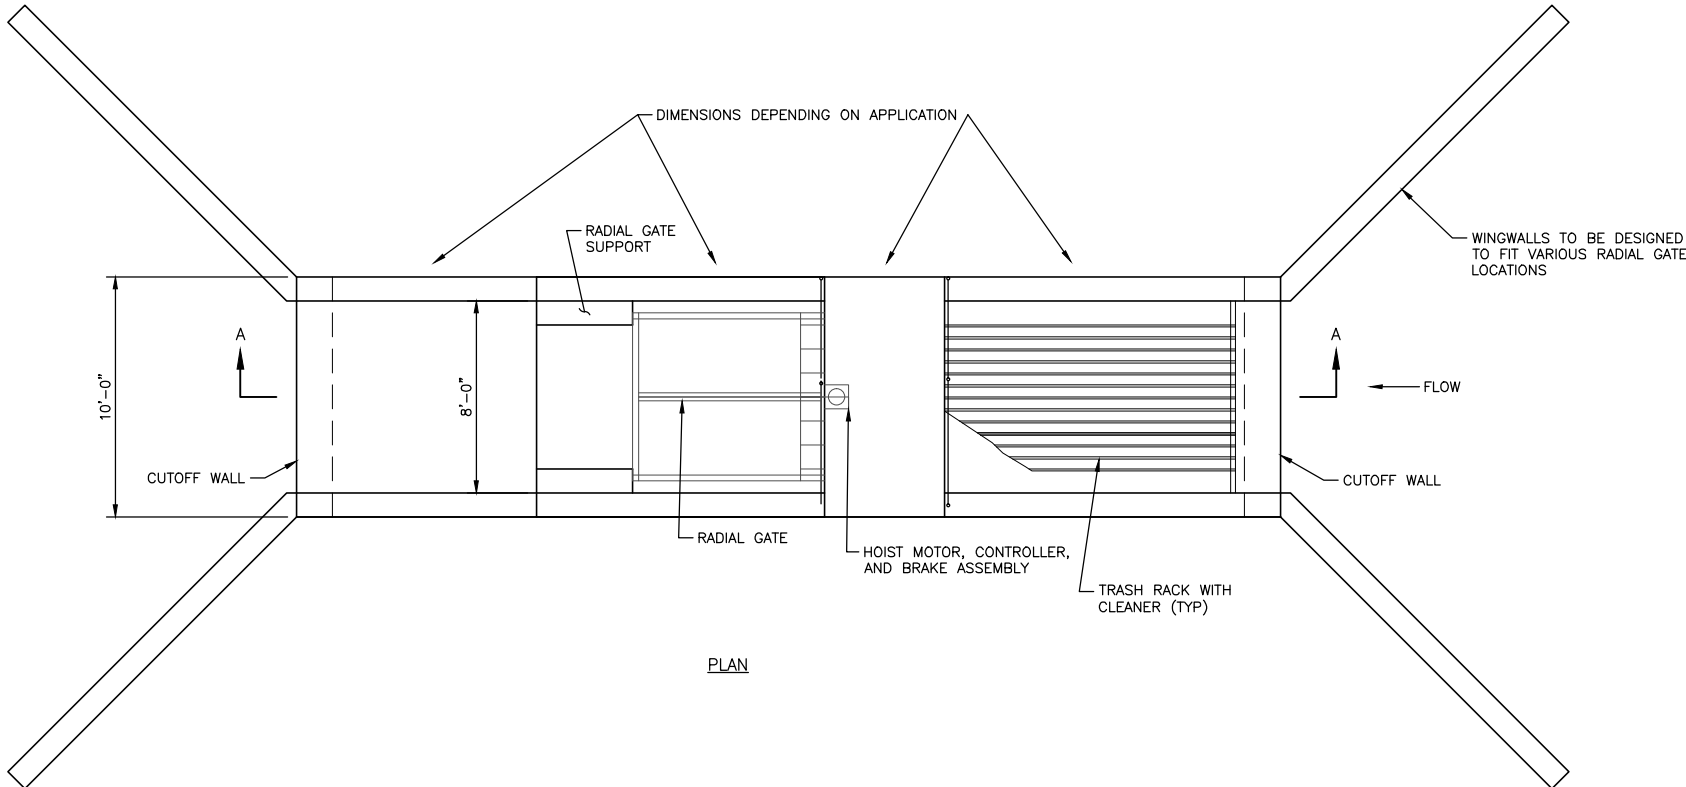 DIMENSIONS DEPENDING ON APPLICATION
RADIAL GATE
SUPPORT
WINGWALLS TO BE DESIGNED
TO FIT VARIOUS RADIAL GATE
LOCATIONS
A
A
10'-0"
8'-0"
FLOW
CUTOFF WALL
CUTOFF WALL
RADIAL GATE
HOIST MOTOR, CONTROLLER,
AND BRAKE ASSEMBLY
TRASH RACK WITH
CLEANER (TYP)
PLAN